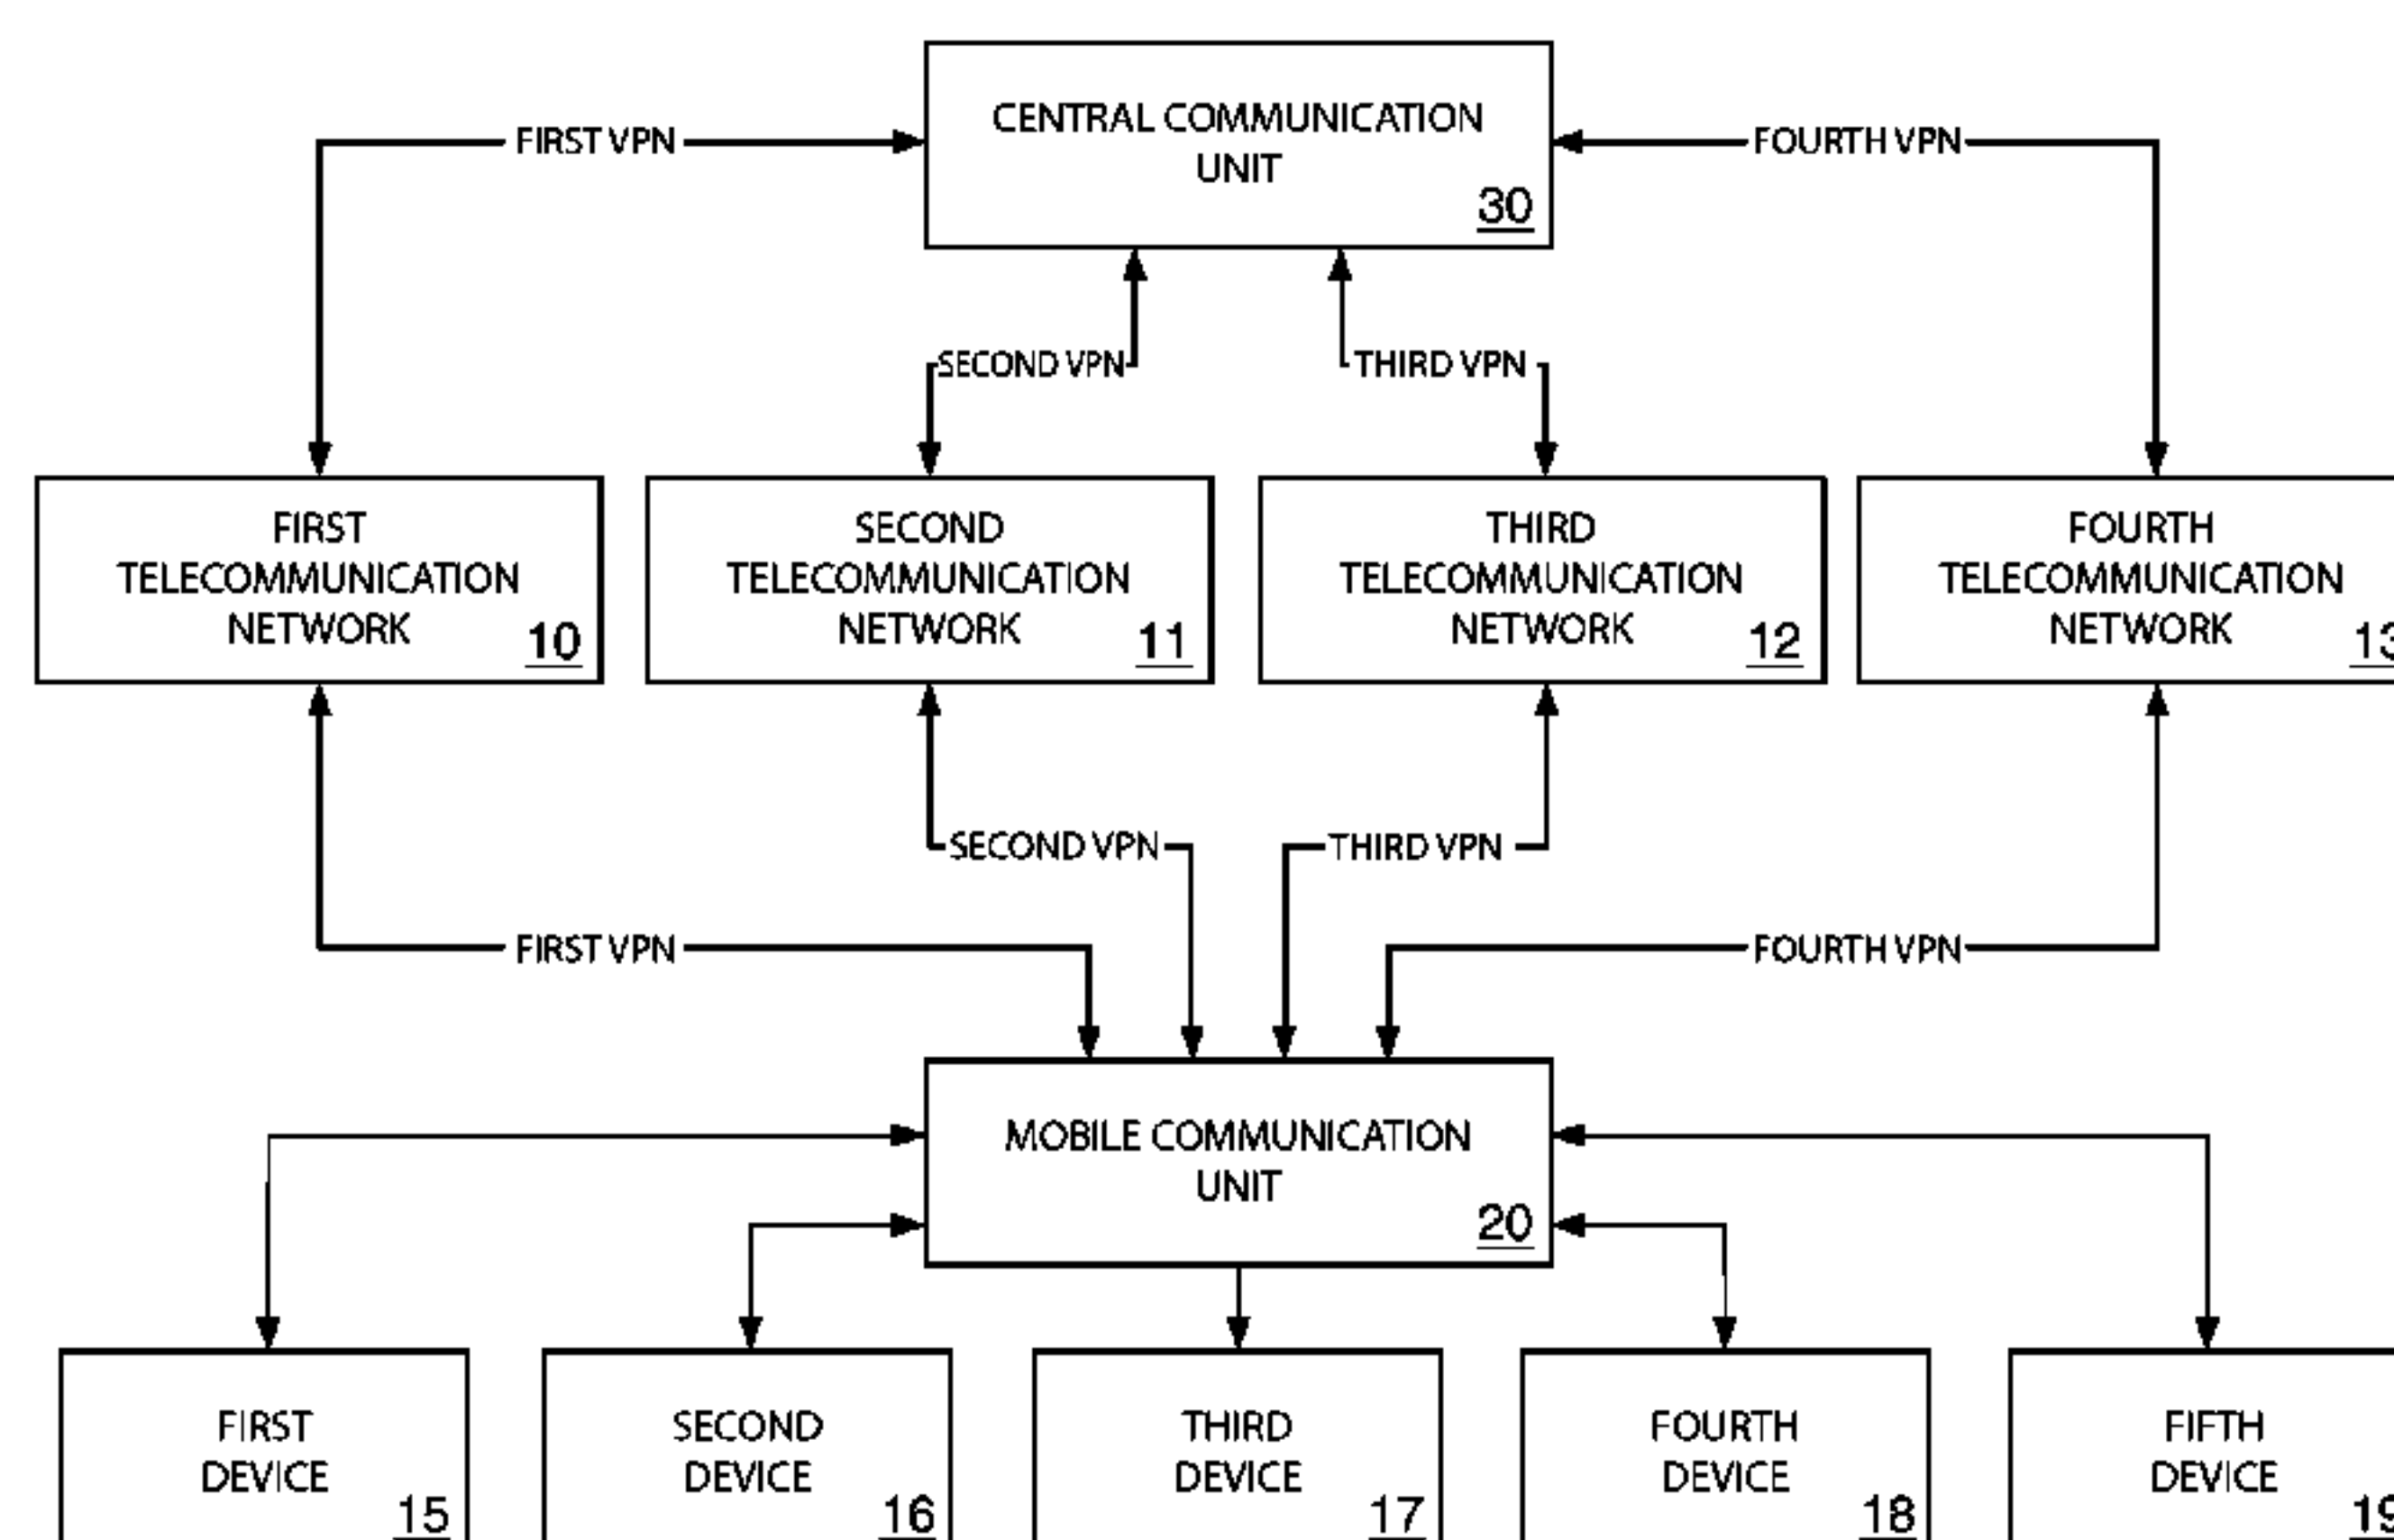 CENTRAL COMMUNICATION
UNIT
30
FIRST VPN
FOURTH VPN
SECOND VPN
THIRD VPN
FIRST
TELECOMMUNICATION
NETWORK
10
SECOND
TELECOMMUNICATION
NETWORK
11
THIRD
TELECOMMUNICATION
NETWORK
12
FOURTH
TELECOMMUNICATION
NETWORK
13
SECOND VPN
THIRD VPN
FIRST VPN
FOURTH VPN
MOBILE COMMUNICATION
UNIT
20
FIRST
DEVICE
15
SECOND
DEVICE
16
THIRD
DEVICE
17
FOURTH
DEVICE
18
FIFTH
DEVICE
19